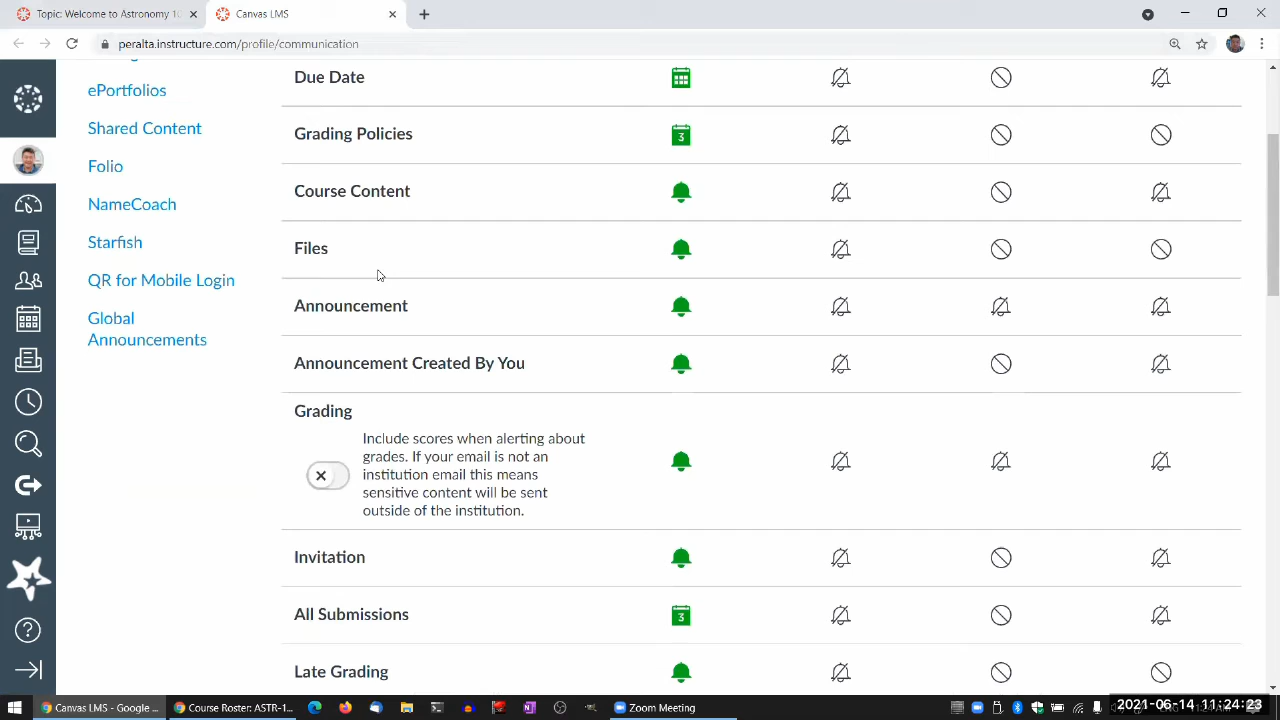 Topic: Welcome to Astronomy 10
Canvas LMS
peralta.instructure.com/profile/communication
ePortfolios
Shared Content
Folio
NameCoach
Starfish
QR for Mobile Login
Global
Announcements
Due Date
Grading Policies
3
Course Content
Files
Announcement
Announcement Created By You
Grading
Include scores when alerting about
grades. If your email is not an
institution email this means
sensitive content will be sent
outside of the institution.
Invitation
All Submissions
3
Late Grading
Canvas LMS - Google ...
Course Roster: ASTR-1...
Zoom Meeting
2021-06-14 11:24:23